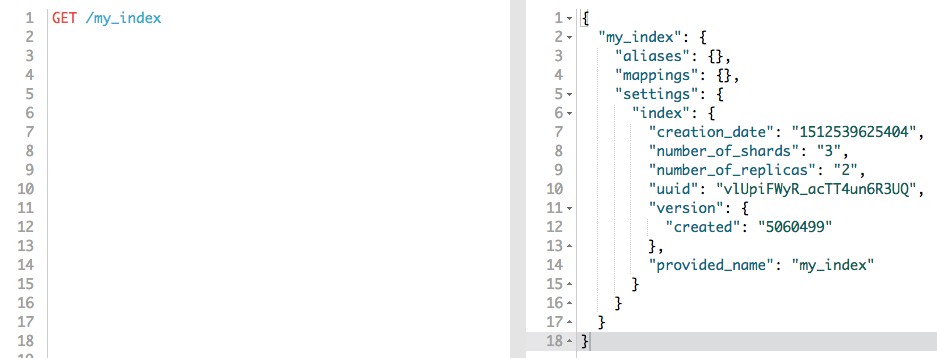 1 GET /my_index
2
3
4
5
6
7
8
9
10
11
12
13
14
15
16
17
18
1 {
2 "my_index": {
3 "aliases": {},
4 "mappings": {},
5 "settings": {
6 "index": {
7 "creation_date": "1512539625404",
8 "number_of_shards": "3",
9 "number_of_replicas": "2",
10 "uuid": "vlUpiFWyR_acTT4un6R3UQ",
11 "version": {
12 "created": "5060499"
13 },
14 "provided_name": "my_index"
15 }
16 }
17 }
18 }